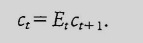 c_t = E_t c_{t+1}.